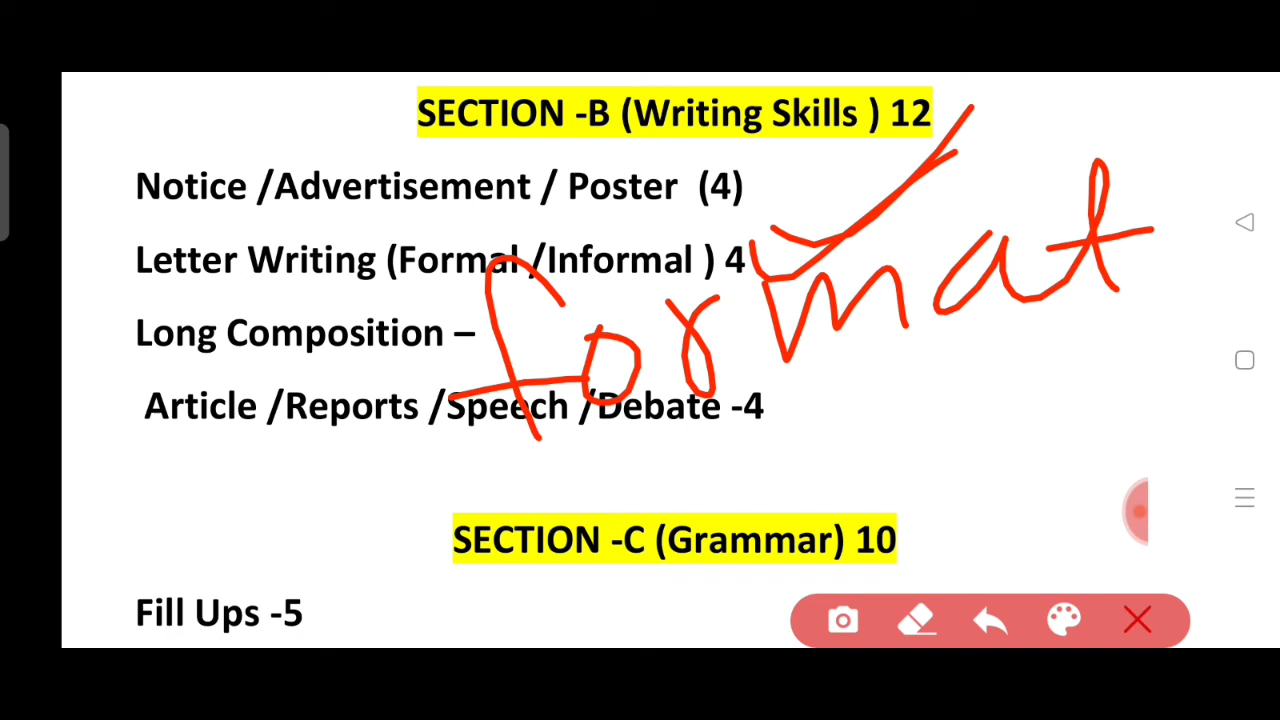 SECTION -B (Writing Skills ) 12
Notice /Advertisement / Poster (4)
Letter Writing (Formal /Informal ) 4
format
Long Composition –
Article /Reports /Speech /Debate -4
SECTION -C (Grammar) 10
Fill Ups -5